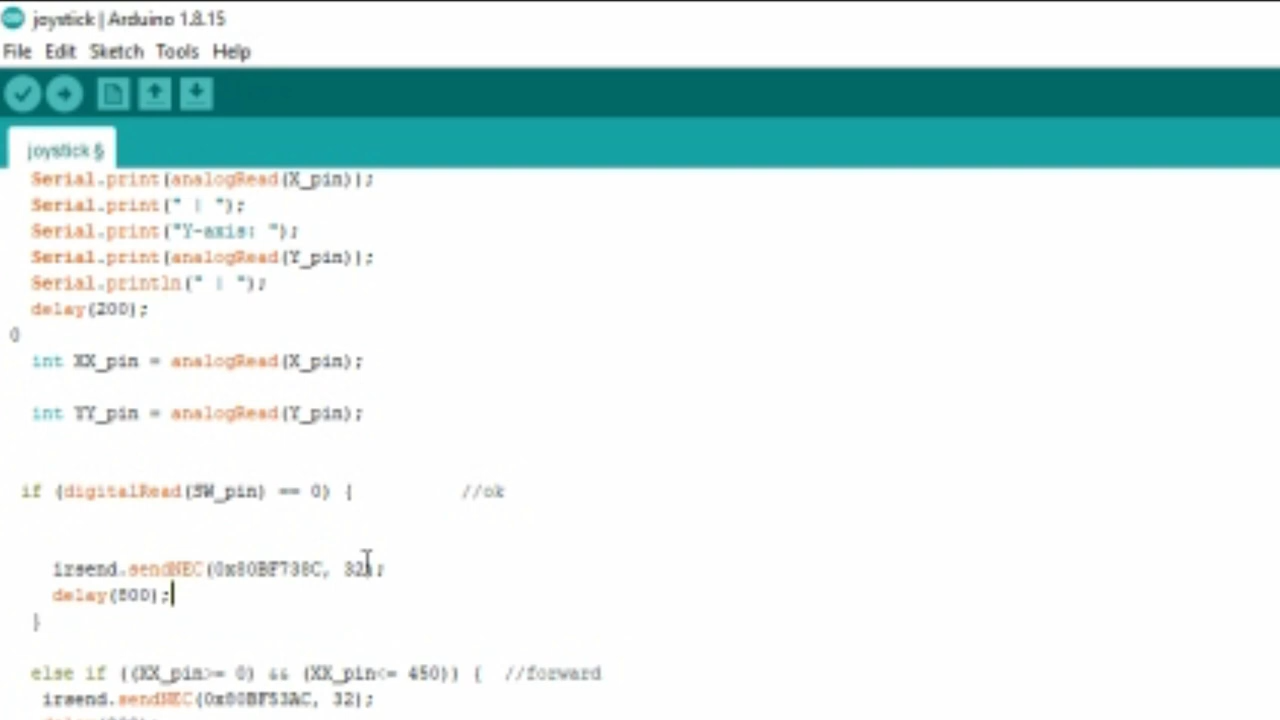 joystick | Arduino 1.8.15
File Edit Sketch Tools Help
joystick §
Serial.print(analogRead(X_pin));
Serial.print(" | ");
Serial.print("Y-axis: ");
Serial.print(analogRead(Y_pin));
Serial.println(" | ");
delay(200);
0
int XX_pin = analogRead(X_pin);
int YY_pin = analogRead(Y_pin);
if (digitalRead(SW_pin) == 0) { //ok
irsend.sendNEC(0x80BF738C, 32);
delay(800);
}
else if ((XX_pin>= 0) && (XX_pin<= 450)) { //forward
irsend.sendNEC(0x80BF53AC, 32);